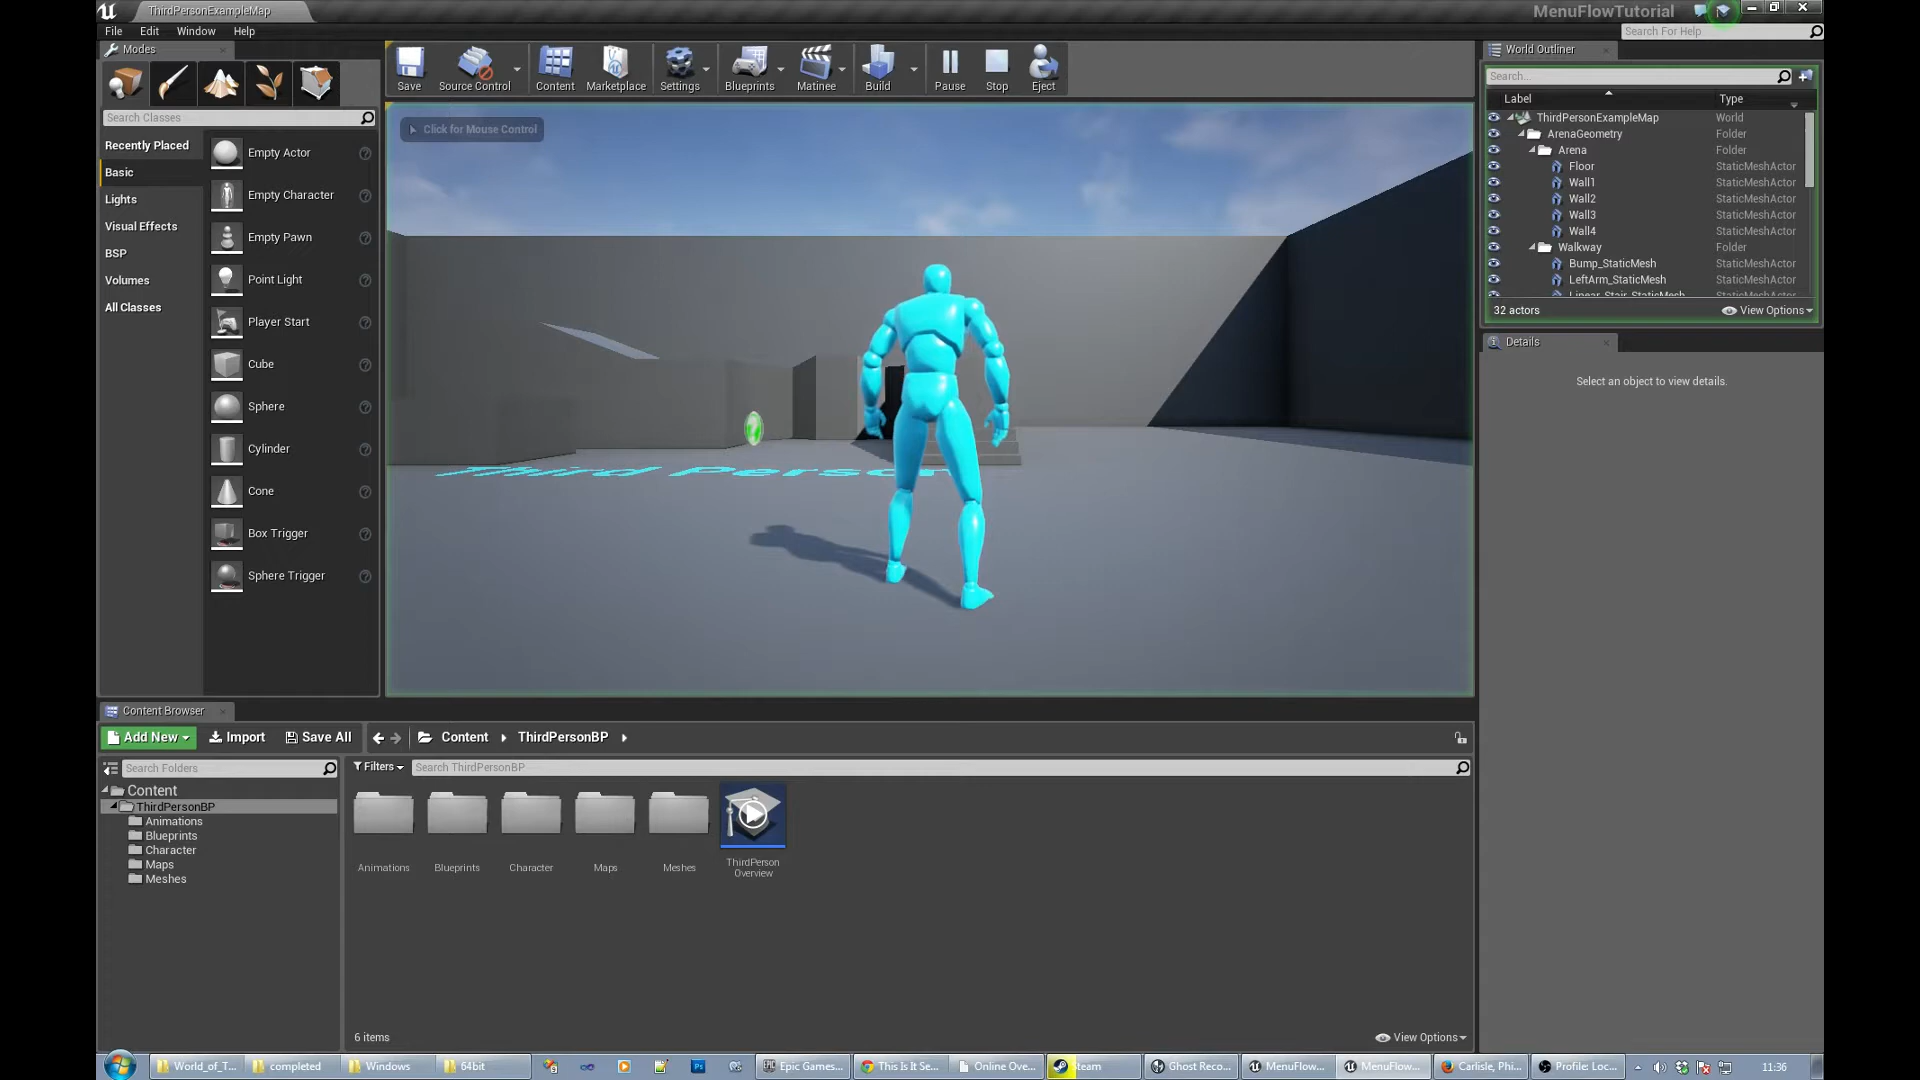 ThirdPersonExampleMap
MenuFlowTutorial
File Edit Window Help
Search For Help
Modes
Save Source Control Content Marketplace Settings Blueprints Matinee Build Pause Stop Eject
World Outliner
Search...
Label Type
Search Classes
Click for Mouse Control
Recently Placed
Basic
Lights
Visual Effects
BSP
Volumes
All Classes
Empty Actor
Empty Character
Empty Pawn
Point Light
Player Start
Cube
Sphere
Cylinder
Cone
Box Trigger
Sphere Trigger
Third Person
ThirdPersonExampleMap World
ArenaGeometry Folder
Arena Folder
Floor StaticMeshActor
Wall1 StaticMeshActor
Wall2 StaticMeshActor
Wall3 StaticMeshActor
Wall4 StaticMeshActor
Walkway Folder
Bump_StaticMesh StaticMeshActor
LeftArm_StaticMesh StaticMeshActor
Linear_Stair_StaticMesh StaticMeshActor
32 actors View Options
Details
Select an object to view details.
Content Browser
Add New Import Save All Content ThirdPersonBP
Search Folders
Filters Search ThirdPersonBP
Content
ThirdPersonBP
Animations
Blueprints
Character
Maps
Meshes
Animations Blueprints Character Maps Meshes ThirdPerson
Overview
6 items View Options
World_of_T... completed Windows 64bit Ps Epic Games... This Is It Se... Online Ove... Steam Ghost Reco... MenuFlow... MenuFlow... Carlisle, Phi... Profile: Loc... 11:36